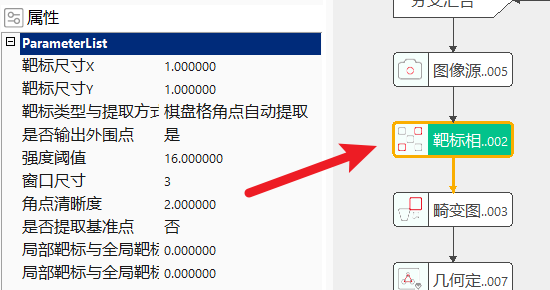 属性
ParameterList
靶标尺寸X 1.000000
靶标尺寸Y 1.000000
靶标类型与提取方式 棋盘格角点自动提取
是否输出外围点 是
强度阈值 16.000000
窗口尺寸 3
角点清晰度 2.000000
是否提取基准点 否
局部靶标与全局靶标 0.000000
局部靶标与全局靶标 0.000000
分支汇合
图像源..005
靶标相..002
畸变图..003
几何定..007